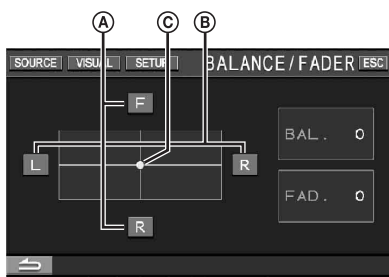 A C B
SOURCE VISUAL SETUP BALANCE/FADER ESC
F
BAL. 0
L R
FAD. 0
R